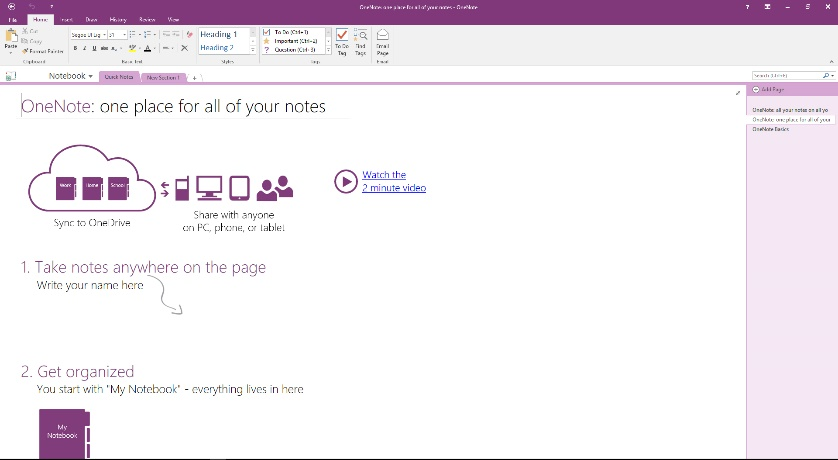 OneNote: one place for all of your notes - OneNote
File Home Insert Draw History Review View
Paste
Cut
Copy
Format Painter
Clipboard
Segoe UI Lig 31
B I U abc
Basic Text
Heading 1
Heading 2
Styles
To Do (Ctrl+1)
Important (Ctrl+2)
Question (Ctrl+3)
Tags
To Do
Tag
Find
Tags
Email
Page
Email
Notebook Quick Notes New Section 1 +
Search (Ctrl+E)
Add Page
OneNote: all your notes on all yo
OneNote: one place for all of your
OneNote Basics
OneNote: one place for all of your notes
Work Home School
Sync to OneDrive
Share with anyone
on PC, phone, or tablet
Watch the
2 minute video
1. Take notes anywhere on the page
Write your name here
2. Get organized
You start with "My Notebook" - everything lives in here
My
Notebook